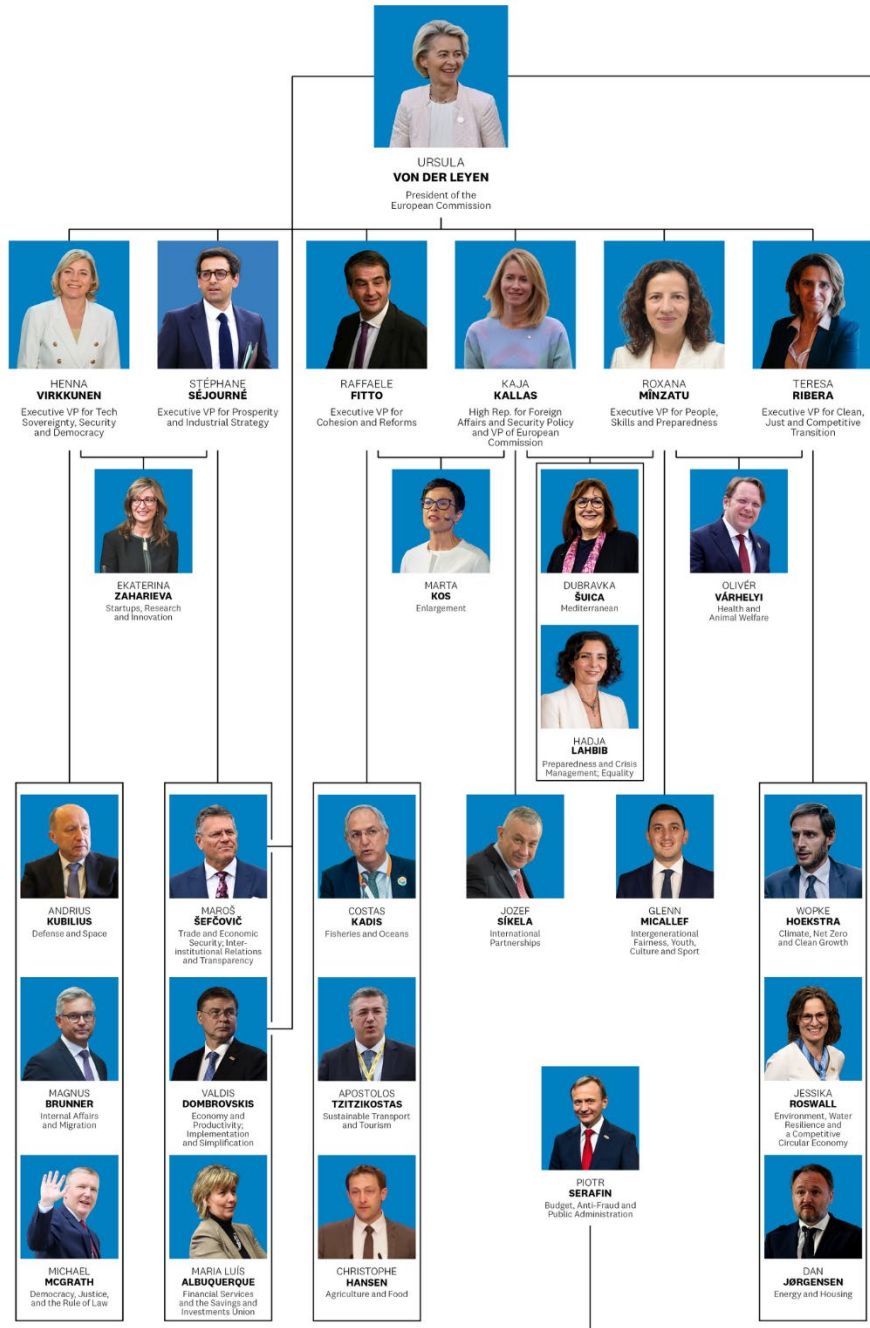 URSULA
VON DER LEYEN
President of the
European Commission
HENNA
VIRKKUNEN
Executive VP for Tech
Sovereignty, Security
and Democracy
STÉPHANE
SÉJOURNÉ
Executive VP for Prosperity
and Industrial Strategy
RAFFAELE
FITTO
Executive VP for
Cohesion and Reforms
KAJA
KALLAS
High Rep. for Foreign
Affairs and Security Policy
and VP of European
Commission
ROXANA
MÎNZATU
Executive VP for People,
Skills and Preparedness
TERESA
RIBERA
Executive VP for Clean,
Just and Competitive
Transition
EKATERINA
ZAHARIEVA
Startups, Research
and Innovation
MARTA
KOS
Enlargement
DUBRAVKA
ŠUICA
Mediterranean
OLIVÉR
VÁRHELYI
Health and
Animal Welfare
HADJA
LAHBIB
Preparedness and Crisis
Management; Equality
ANDRIUS
KUBILIUS
Defense and Space
MAROŠ
ŠEFČOVIČ
Trade and Economic
Security; Inter-
institutional Relations
and Transparency
COSTAS
KADIS
Fisheries and Oceans
JOZEF
SÍKELA
International
Partnerships
GLENN
MICALLEF
Intergenerational
Fairness, Youth,
Culture and Sport
WOPKE
HOEKSTRA
Climate, Net Zero
and Clean Growth
MAGNUS
BRUNNER
Internal Affairs
and Migration
VALDIS
DOMBROVSKIS
Economy and
Productivity;
Implementation
and Simplification
APOSTOLOS
TZITZIKOSTAS
Sustainable Transport
and Tourism
PIOTR
SERAFIN
Budget, Anti-Fraud and
Public Administration
JESSIKA
ROSWALL
Environment, Water
Resilience and
a Competitive
Circular Economy
MICHAEL
MCGRATH
Democracy, Justice,
and the Rule of Law
MARIA LUÍS
ALBUQUERQUE
Financial Services
and the Savings and
Investments Union
CHRISTOPHE
HANSEN
Agriculture and Food
DAN
JØRGENSEN
Energy and Housing